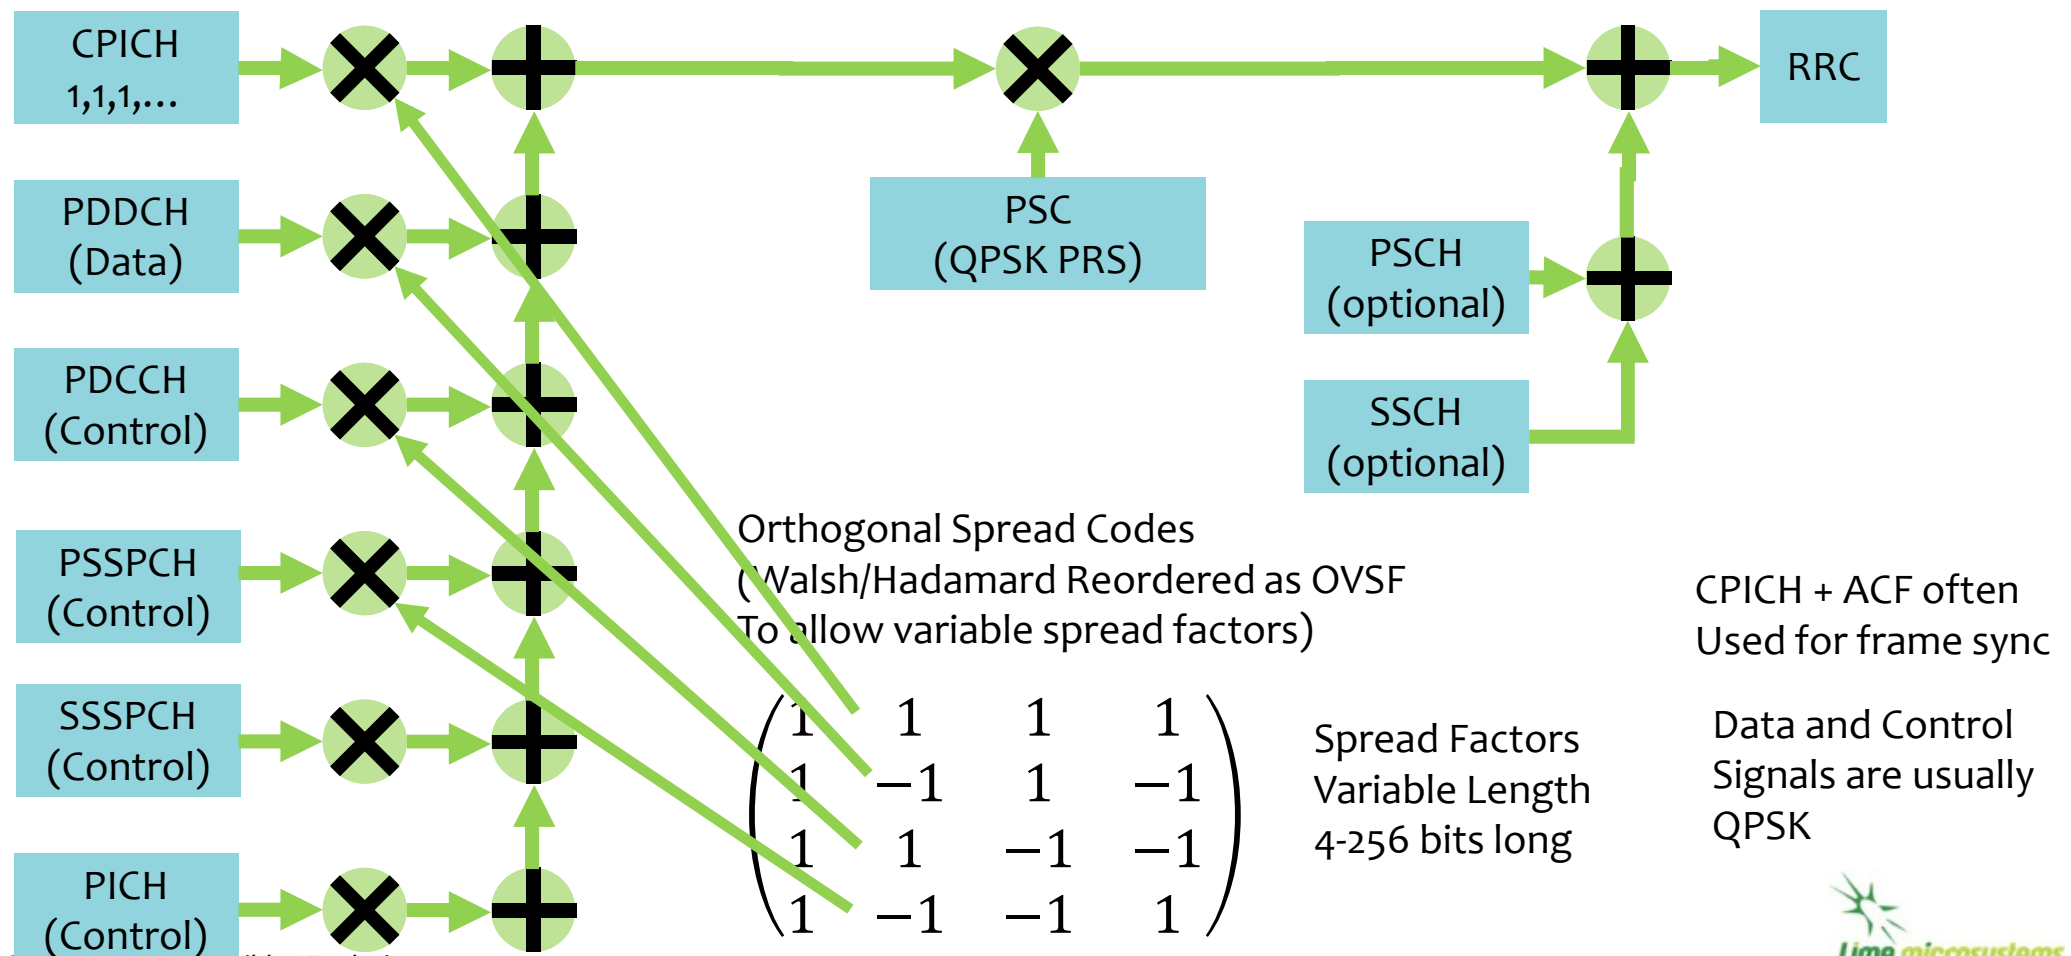 CPICH
1,1,1,...
PDDCH
(Data)
PDCCH
(Control)
PSSPCH
(Control)
SSSPCH
(Control)
PICH
(Control)
PSC
(QPSK PRS)
PSCH
(optional)
SSCH
(optional)
RRC
Orthogonal Spread Codes
(Walsh/Hadamard Reordered as OVSF
To allow variable spread factors)
1 1 1 1
1 −1 1 −1
1 1 −1 −1
1 −1 −1 1
Spread Factors
Variable Length
4-256 bits long
CPICH + ACF often
Used for frame sync
Data and Control
Signals are usually
QPSK
Lime microsystems